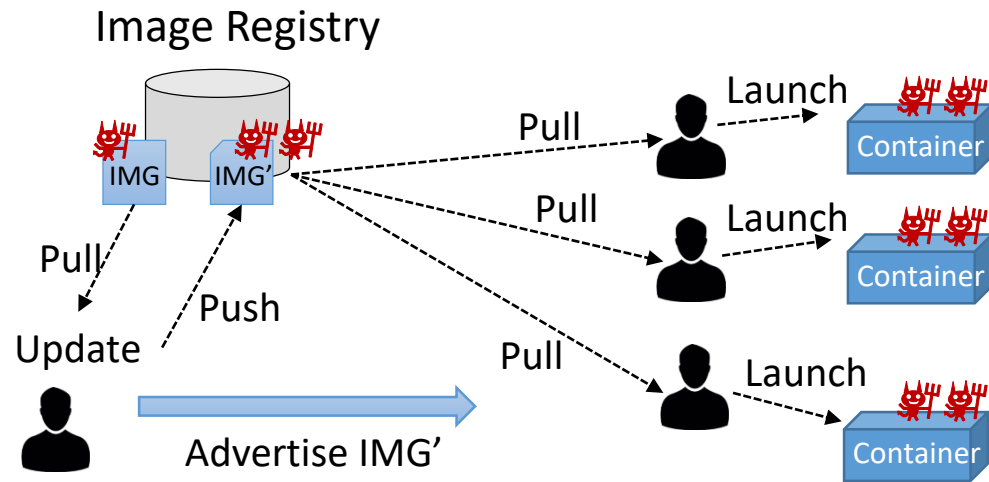 Image Registry
IMG
IMG’
Pull
Update
Push
Advertise IMG’
Pull
Launch
Container
Pull
Launch
Container
Pull
Launch
Container